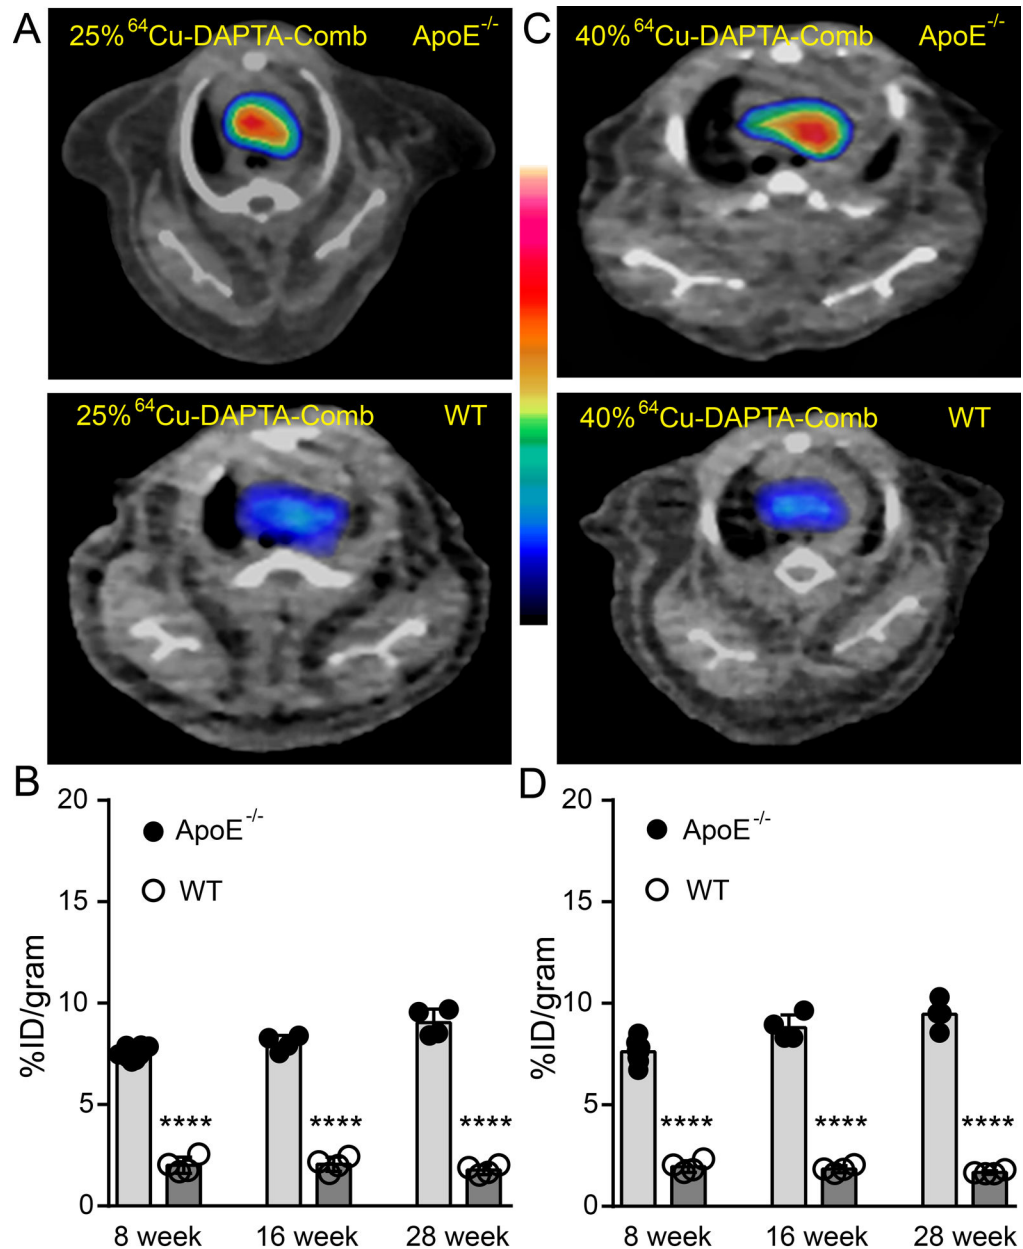 A
25% ⁶⁴Cu-DAPTA-Comb ApoE⁻/⁻
C
40% ⁶⁴Cu-DAPTA-Comb ApoE⁻/⁻
25% ⁶⁴Cu-DAPTA-Comb WT
40% ⁶⁴Cu-DAPTA-Comb WT
B
%ID/gram
20
15
10
5
0
ApoE⁻/⁻
WT
****
****
****
8 week
16 week
28 week
D
%ID/gram
20
15
10
5
0
ApoE⁻/⁻
WT
****
****
****
8 week
16 week
28 week